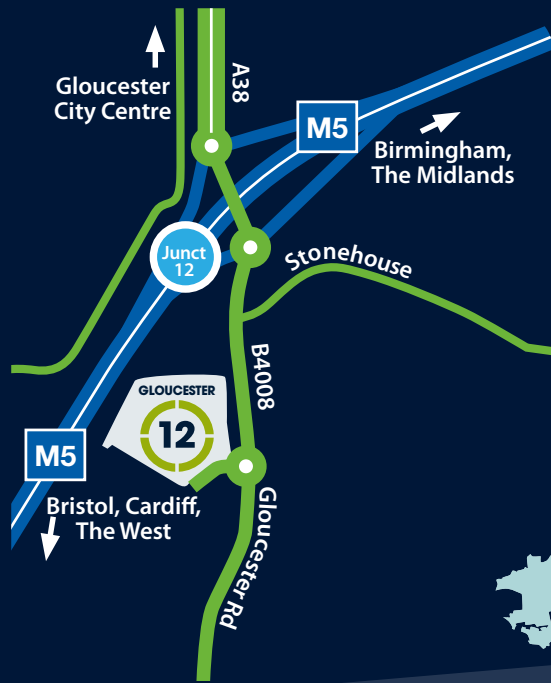 Gloucester
City Centre
A38
M5
Birmingham,
The Midlands
Junct
12
Stonehouse
B4008
GLOUCESTER
12
M5
Bristol, Cardiff,
The West
Gloucester Rd